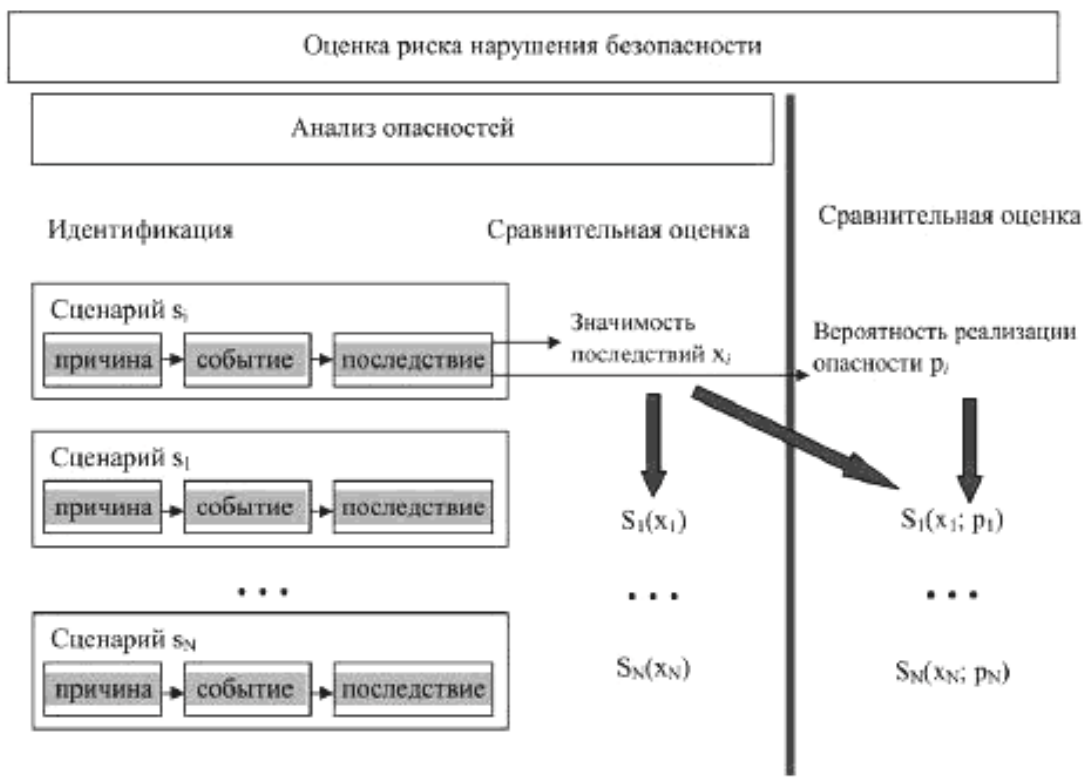 Оценка риска нарушения безопасности
Анализ опасностей
Идентификация
Сравнительная оценка
Сравнительная оценка
Сценарий sᵢ
причина
событие
последствие
Значимость
последствий xᵢ
Вероятность реализации
опасности pᵢ
Сценарий s₁
причина
событие
последствие
S₁(x₁)
S₁(x₁; p₁)
• • •
• • •
• • •
Сценарий s_N
причина
событие
последствие
S_N(x_N)
S_N(x_N; p_N)